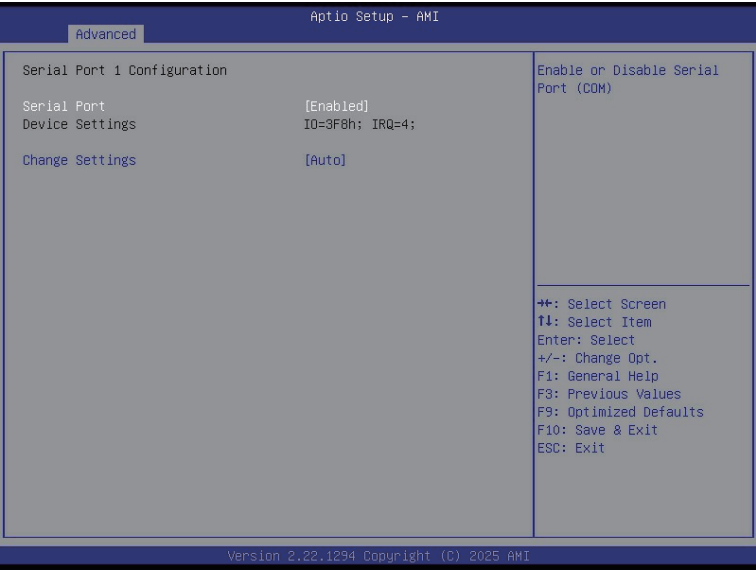 Aptio Setup – AMI
Advanced
Serial Port 1 Configuration
Serial Port [Enabled]
Device Settings IO=3F8h; IRQ=4;
Change Settings [Auto]
Enable or Disable Serial
Port (COM)
→←: Select Screen
↑↓: Select Item
Enter: Select
+/-: Change Opt.
F1: General Help
F3: Previous Values
F9: Optimized Defaults
F10: Save & Exit
ESC: Exit
Version 2.22.1294 Copyright (C) 2025 AMI